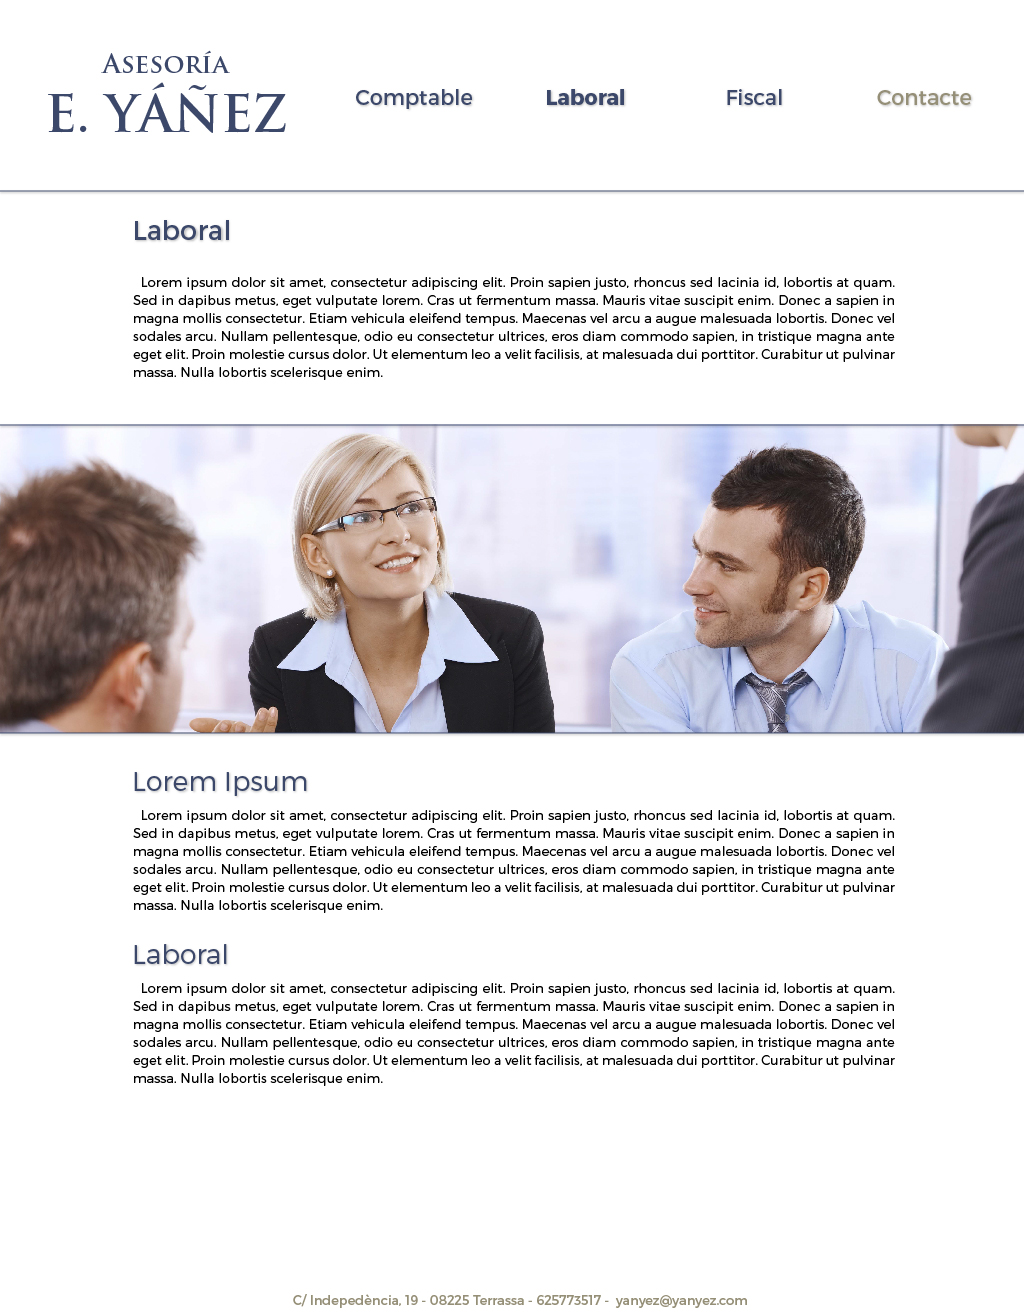 ASESORÍA
E. YÁÑEZ
Comptable Laboral Fiscal Contacte
Laboral
Lorem ipsum dolor sit amet, consectetur adipiscing elit. Proin sapien justo, rhoncus sed lacinia id, lobortis at quam.
Sed in dapibus metus, eget vulputate lorem. Cras ut fermentum massa. Mauris vitae suscipit enim. Donec a sapien in
magna mollis consectetur. Etiam vehicula eleifend tempus. Maecenas vel arcu a augue malesuada lobortis. Donec vel
sodales arcu. Nullam pellentesque, odio eu consectetur ultrices, eros diam commodo sapien, in tristique magna ante
eget elit. Proin molestie cursus dolor. Ut elementum leo a velit facilisis, at malesuada dui porttitor. Curabitur ut pulvinar
massa. Nulla lobortis scelerisque enim.
Lorem Ipsum
Lorem ipsum dolor sit amet, consectetur adipiscing elit. Proin sapien justo, rhoncus sed lacinia id, lobortis at quam.
Sed in dapibus metus, eget vulputate lorem. Cras ut fermentum massa. Mauris vitae suscipit enim. Donec a sapien in
magna mollis consectetur. Etiam vehicula eleifend tempus. Maecenas vel arcu a augue malesuada lobortis. Donec vel
sodales arcu. Nullam pellentesque, odio eu consectetur ultrices, eros diam commodo sapien, in tristique magna ante
eget elit. Proin molestie cursus dolor. Ut elementum leo a velit facilisis, at malesuada dui porttitor. Curabitur ut pulvinar
massa. Nulla lobortis scelerisque enim.
Laboral
Lorem ipsum dolor sit amet, consectetur adipiscing elit. Proin sapien justo, rhoncus sed lacinia id, lobortis at quam.
Sed in dapibus metus, eget vulputate lorem. Cras ut fermentum massa. Mauris vitae suscipit enim. Donec a sapien in
magna mollis consectetur. Etiam vehicula eleifend tempus. Maecenas vel arcu a augue malesuada lobortis. Donec vel
sodales arcu. Nullam pellentesque, odio eu consectetur ultrices, eros diam commodo sapien, in tristique magna ante
eget elit. Proin molestie cursus dolor. Ut elementum leo a velit facilisis, at malesuada dui porttitor. Curabitur ut pulvinar
massa. Nulla lobortis scelerisque enim.
C/ Indepedència, 19 - 08225 Terrassa - 625773517 - yanyez@yanyez.com